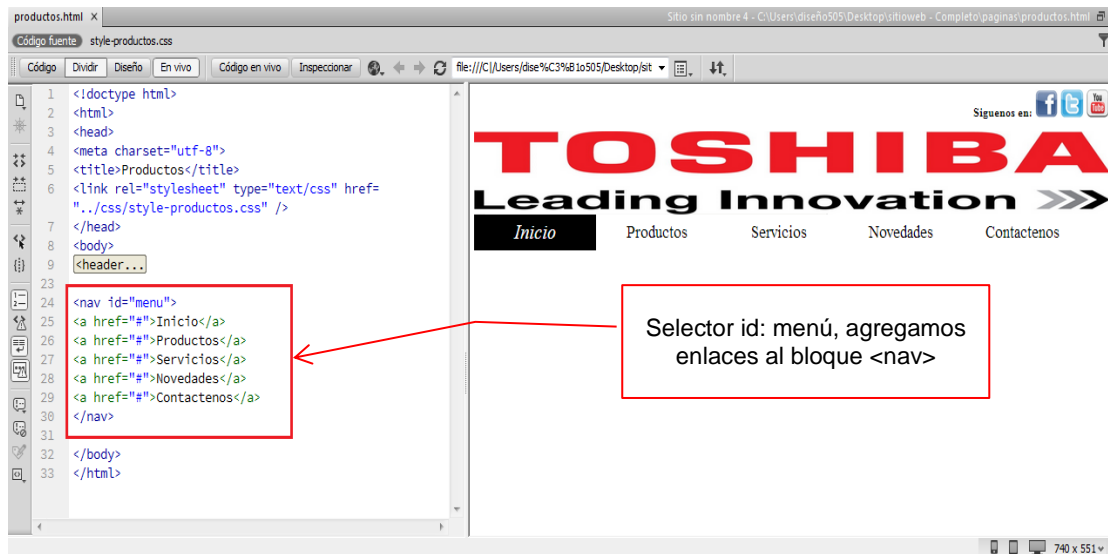 productos.html ×
Sitio sin nombre 4 - C:\Users\diseño505\Desktop\sitioweb - Completo\paginas\productos.html
Código fuente style-productos.css
Código Dividir Diseño En vivo Código en vivo Inspeccionar file:///C|/Users/dise%C3%B1o505/Desktop/sit
1 <!doctype html>
2 <html>
3 <head>
4 <meta charset="utf-8">
5 <title>Productos</title>
6 <link rel="stylesheet" type="text/css" href=
"../css/style-productos.css" />
7 </head>
8 <body>
9 <header...
23
24 <nav id="menu">
25 <a href="#">Inicio</a>
26 <a href="#">Productos</a>
27 <a href="#">Servicios</a>
28 <a href="#">Novedades</a>
29 <a href="#">Contactenos</a>
30 </nav>
31
32 </body>
33 </html>
Siguenos en: f You Tube
TOSHIBA
Leading Innovation
Inicio Productos Servicios Novedades Contactenos
Selector id: menú, agregamos
enlaces al bloque <nav>
740 x 551